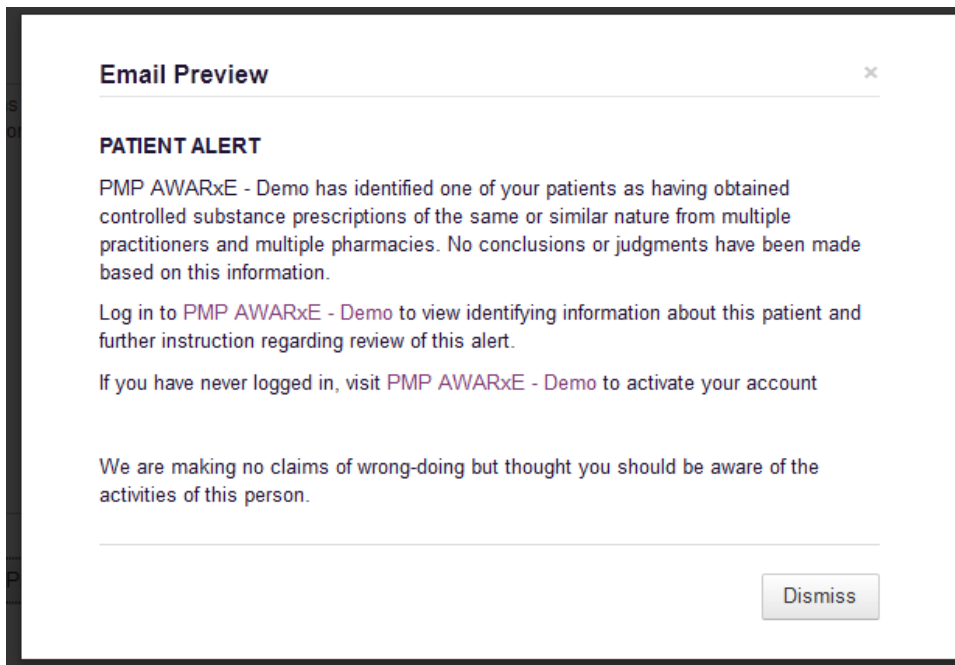 Email Preview
×
PATIENT ALERT
PMP AWARxE - Demo has identified one of your patients as having obtained
controlled substance prescriptions of the same or similar nature from multiple
practitioners and multiple pharmacies. No conclusions or judgments have been made
based on this information.
Log in to PMP AWARxE - Demo to view identifying information about this patient and
further instruction regarding review of this alert.
If you have never logged in, visit PMP AWARxE - Demo to activate your account
We are making no claims of wrong-doing but thought you should be aware of the
activities of this person.
Dismiss